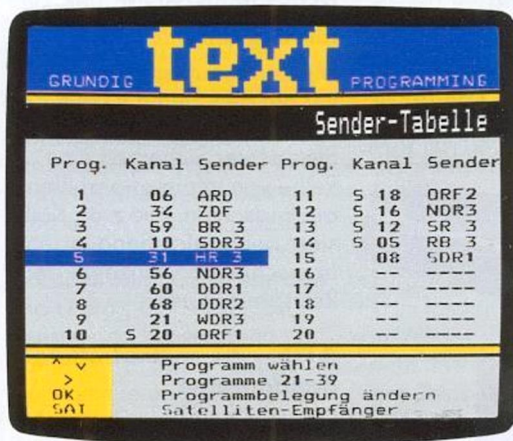 text
GRUNDIG PROGRAMMING
Sender-Tabelle
Prog. Kanal Sender Prog. Kanal Sender
1 06 ARD 11 S 18 ORF2
2 34 ZDF 12 S 16 NDR3
3 59 BR 3 13 S 12 SR 3
4 10 SDR3 14 S 05 RB 3
5 31 HR 3 15 08 SDR1
6 56 NDR3 16 -- ----
7 60 DDR1 17 -- ----
8 68 DDR2 18 -- ----
9 21 WDR3 19 -- ----
10 S 20 ORF1 20 -- ----
^ v Programm wählen
> Programme 21-39
OK Programmbelegung ändern
SAT Satelliten-Empfänger